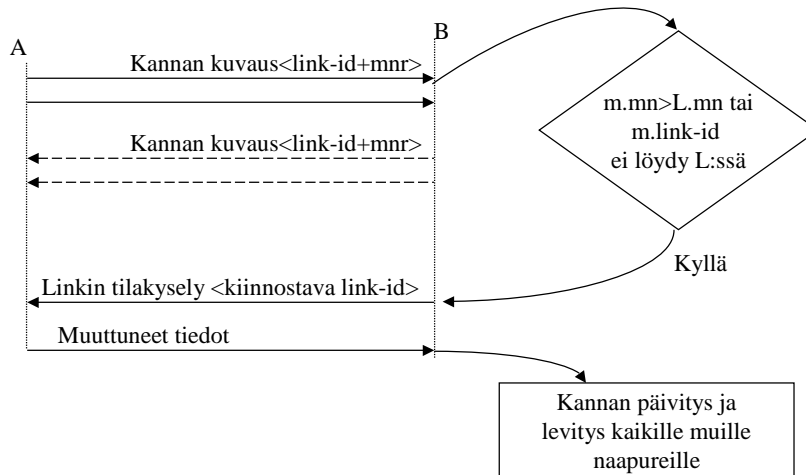 A
B
Kannan kuvaus<link-id+mnr>
m.mn>L.mn tai
m.link-id
ei löydy L:ssä
Kannan kuvaus<link-id+mnr>
Kyllä
Linkin tilakysely <kiinnostava link-id>
Muuttuneet tiedot
Kannan päivitys ja
levitys kaikille muille
naapureille